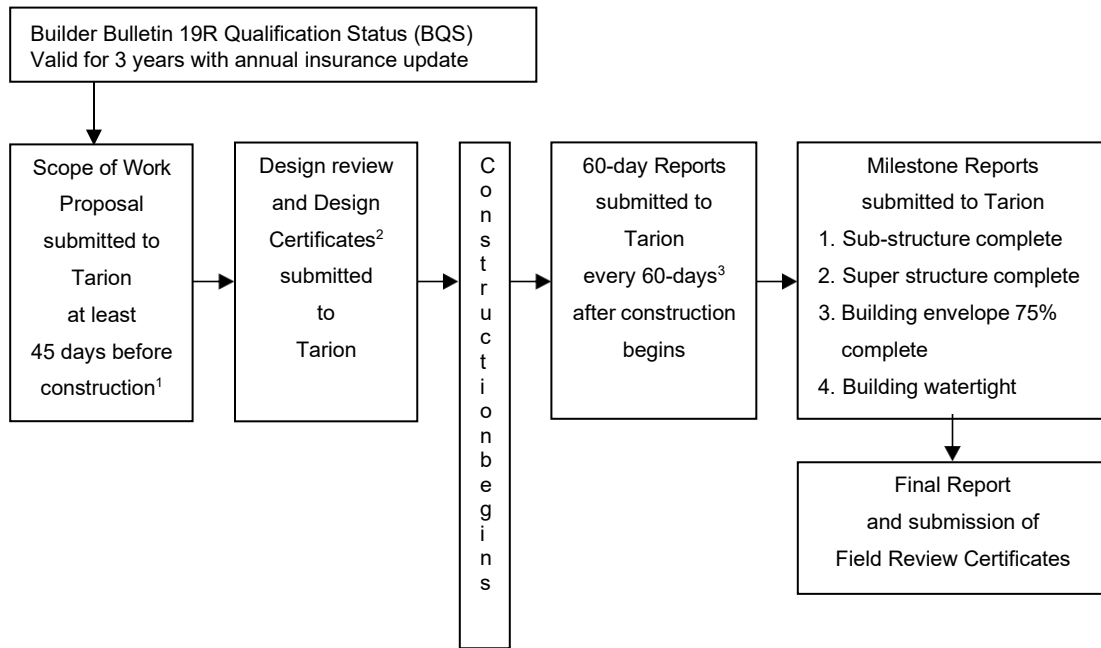 Builder Bulletin 19R Qualification Status (BQS)
Valid for 3 years with annual insurance update
Scope of Work
Proposal
submitted to
Tarion
at least
45 days before
construction¹
Design review
and Design
Certificates²
submitted
to
Tarion
C
o
n
s
t
r
u
c
t
i
o
n
b
e
g
i
n
s
60-day Reports
submitted to
Tarion
every 60-days³
after construction
begins
Milestone Reports
submitted to Tarion
1. Sub-structure complete
2. Super structure complete
3. Building envelope 75%
complete
4. Building watertight
Final Report
and submission of
Field Review Certificates